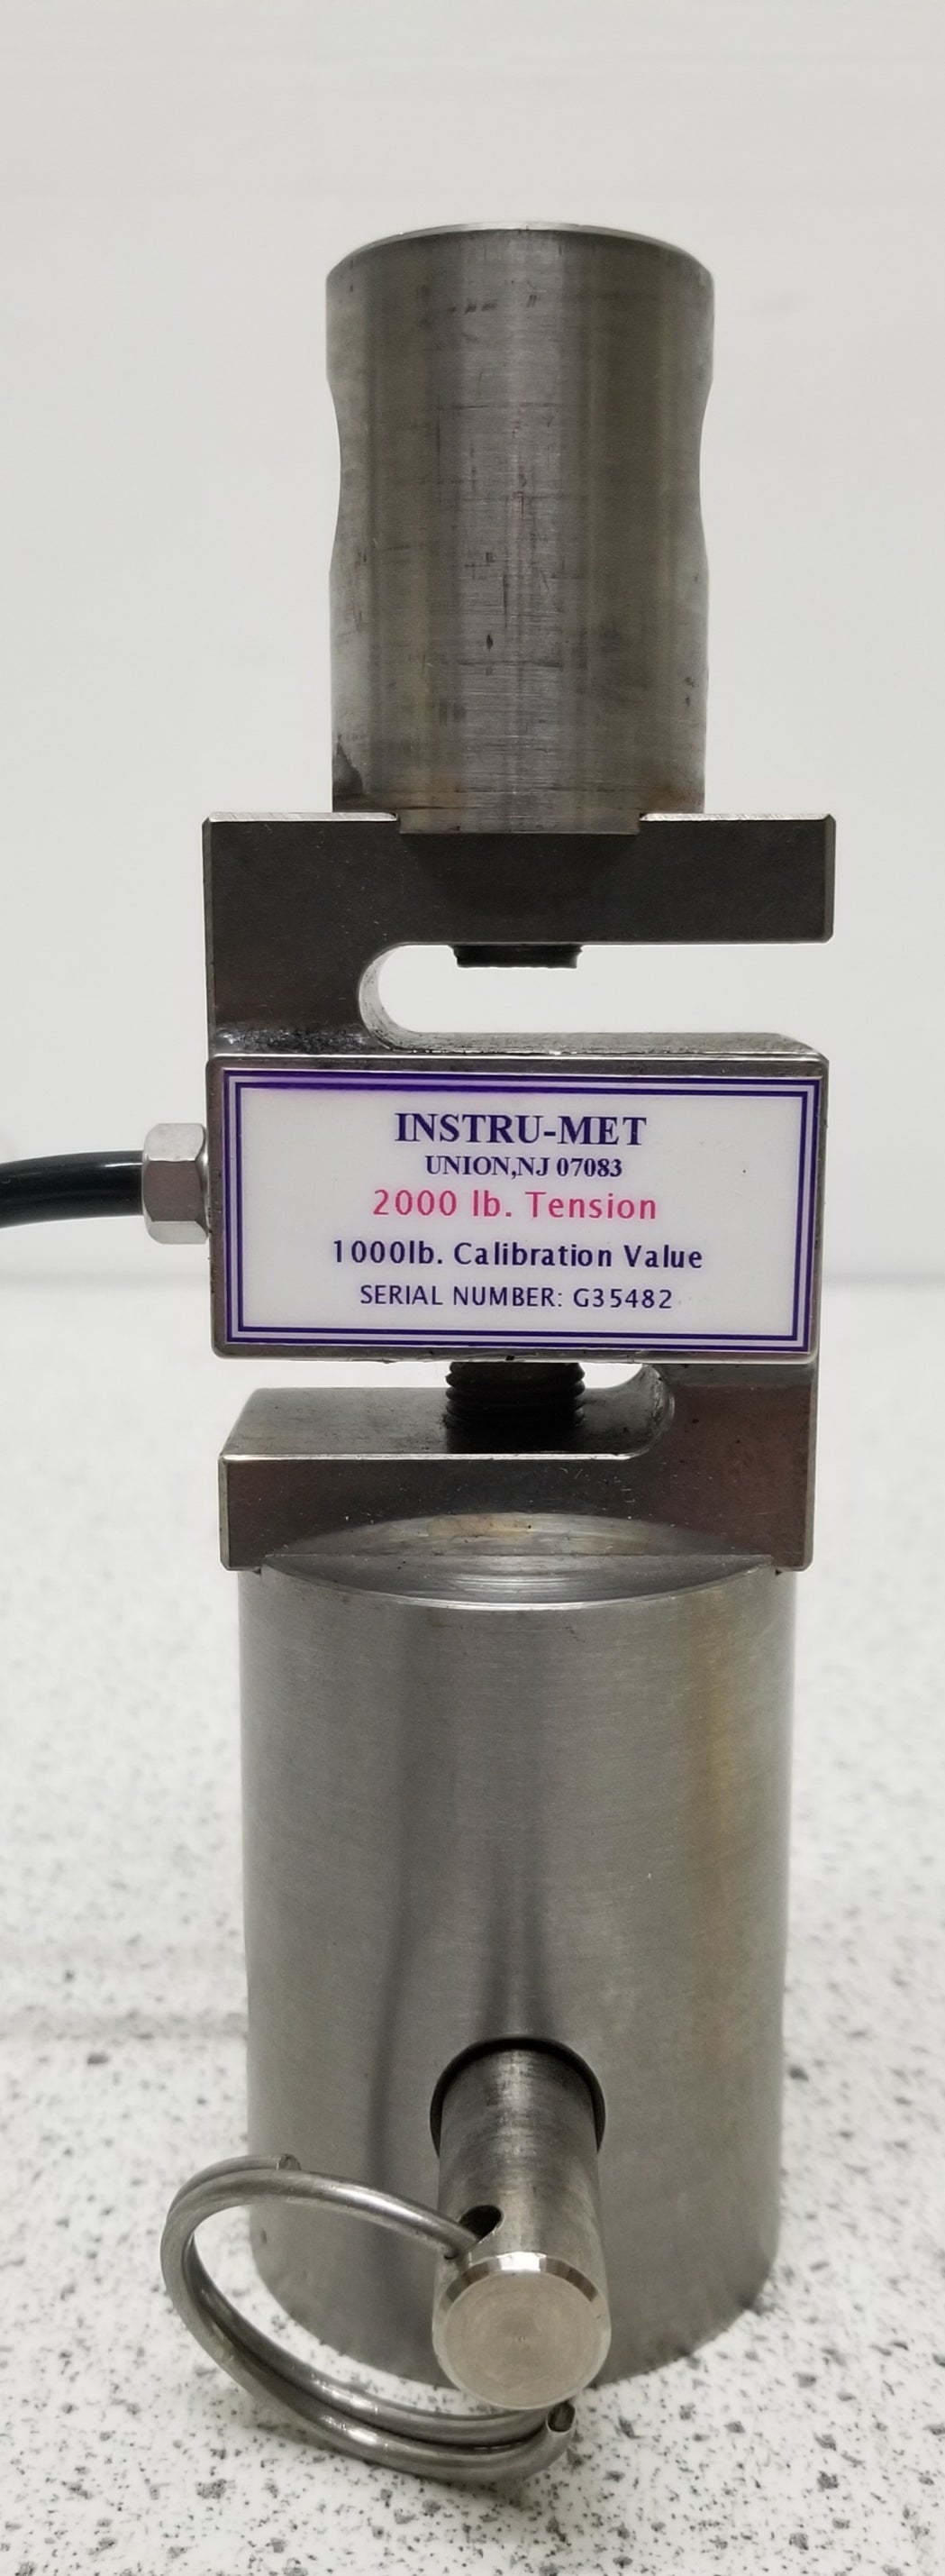 INSTRU-MET
UNION,NJ 07083
2000 lb. Tension
1000lb. Calibration Value
SERIAL NUMBER: G35482